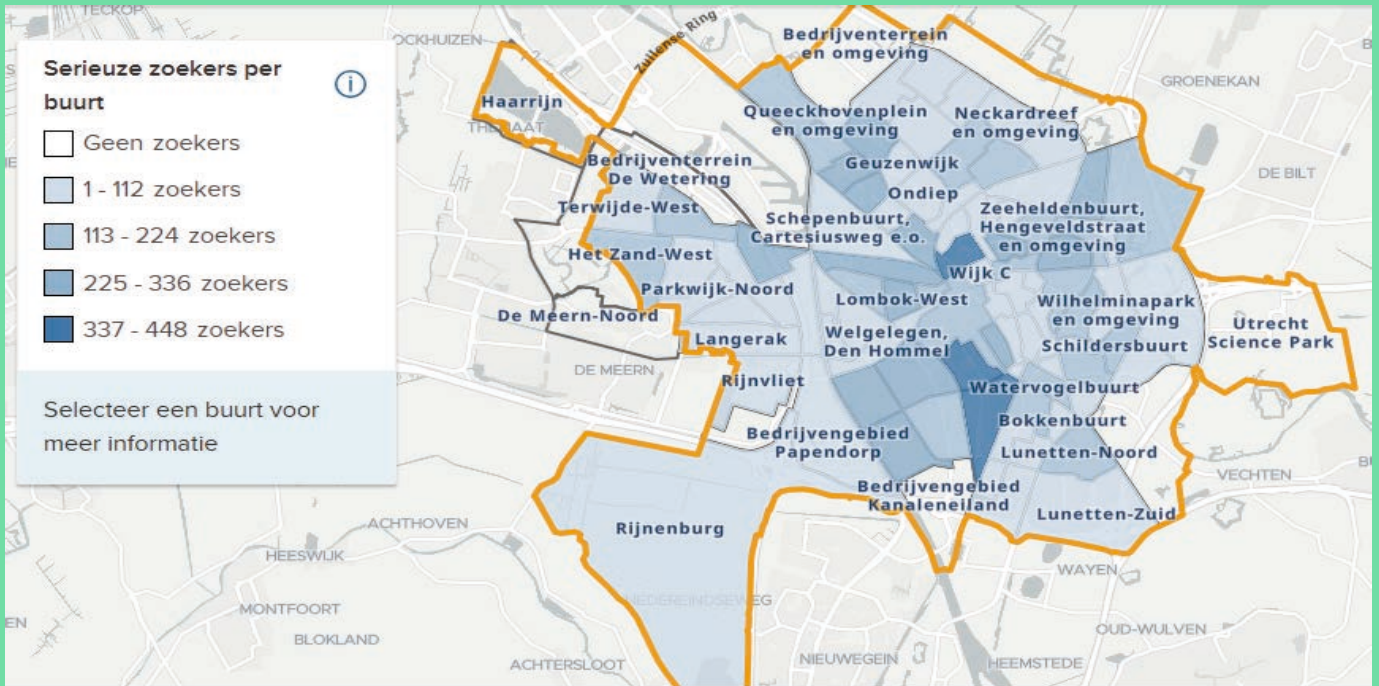 Serieuze zoekers per
buurt
Geen zoekers
1 - 112 zoekers
113 - 224 zoekers
225 - 336 zoekers
337 - 448 zoekers
Selecteer een buurt voor
meer informatie
TECKOP
OCKHUIZEN
Zuilense Ring
Bedrijventerrein
en omgeving
GROENEKAN
Haarrijn
Queeckhovenplein
en omgeving
Neckardreef
en omgeving
Bedrijventerrein
De Wetering
Geuzenwijk
DE BILT
Ondiep
Terwijde-West
Schepenbuurt,
Cartesiusweg e.o.
Zeeheldenbuurt,
Hengeveldstraat
en omgeving
Het Zand-West
Wijk C
Parkwijk-Noord
Lombok-West
Wilhelminapark
en omgeving
De Meern-Noord
Langerak
Welgelegen,
Den Hommel
Schildersbuurt
Utrecht
Science Park
DE MEERN
Rijnvliet
Watervogelbuurt
Bokkenbuurt
Bedrijvengebied
Papendorp
Lunetten-Noord
VECHTEN
Bedrijvengebied
Kanaleneiland
Lunetten-Zuid
ACHTHOVEN
Rijnenburg
HEESWIJK
WAYEN
NIEDEREINDSEWEG
MONTFOORT
BLOKLAND
OUD-WULVEN
ACHTERSLOOT
NIEUWEGEIN
HEEMSTEDE